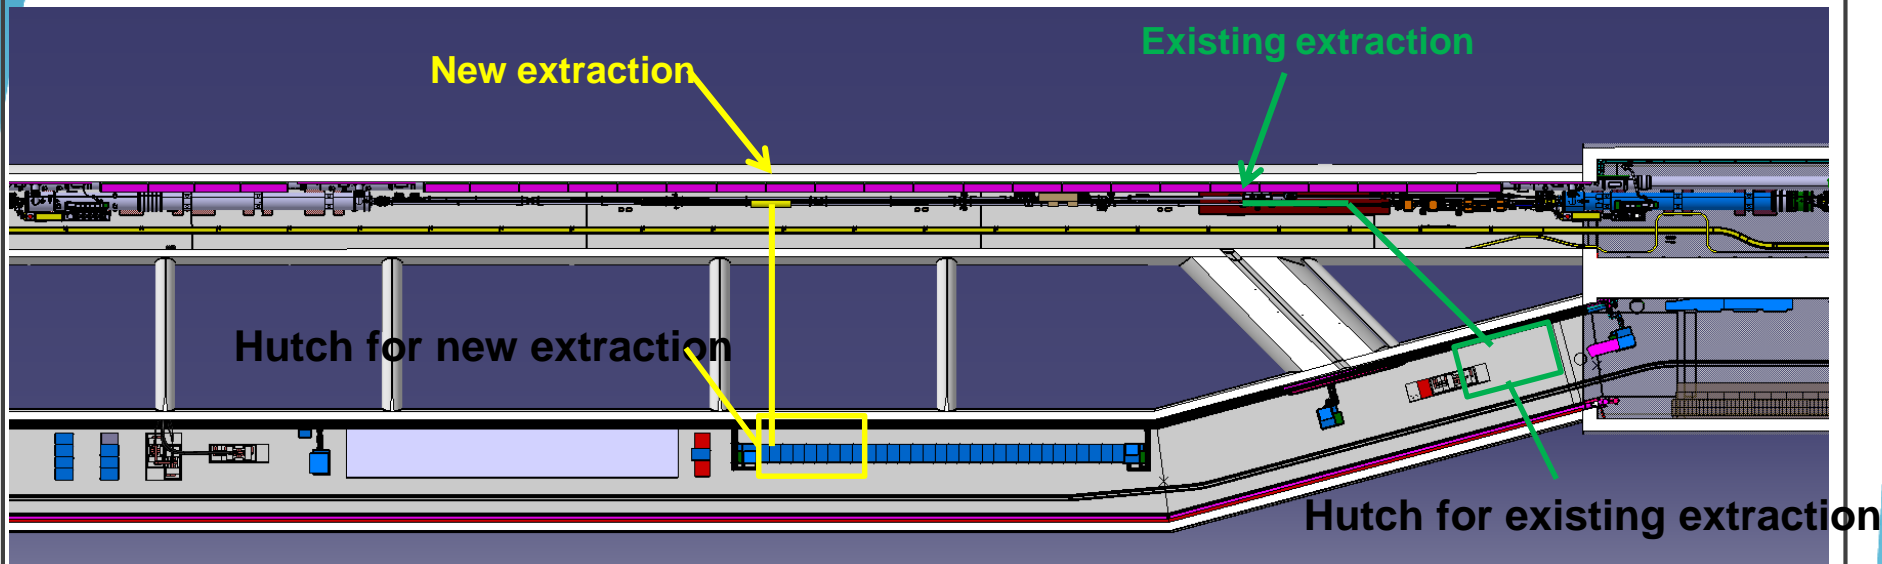 Existing extraction
New extraction
Hutch for new extraction
Hutch for existing extraction